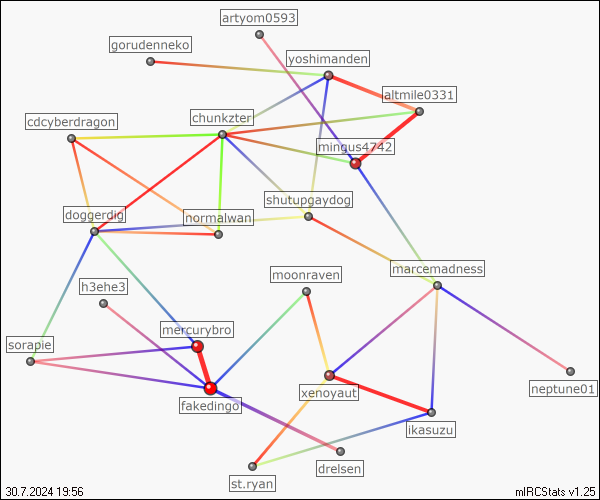 artyom0593
gorudenneko
yoshimanden
altmile0331
chunkzter
cdcyberdragon
mingus4742
shutupgaydog
doggerdig
normalwan
marcemadness
moonraven
h3ehe3
mercurybro
sorapie
neptune01
xenoyaut
fakedingo
ikasuzu
drelsen
st.ryan
30.7.2024 19:56
mIRCStats v1.25